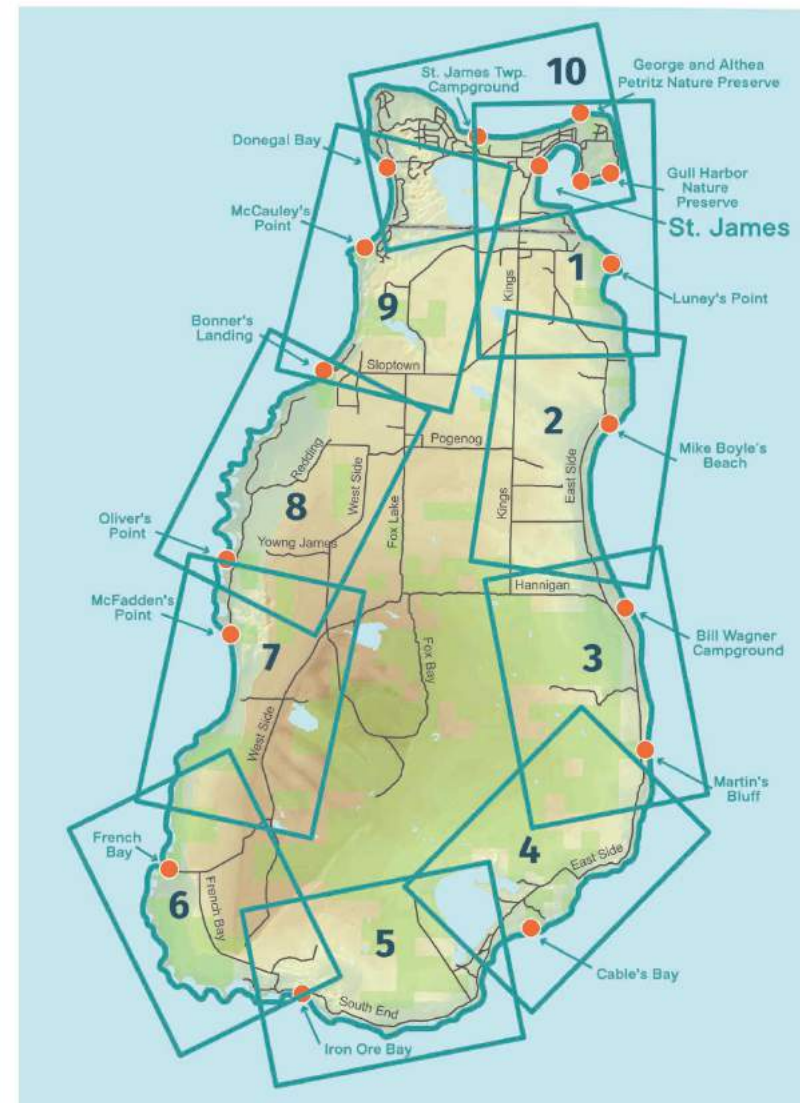 10
St. James Twp.
Campground
George and Althea
Petritz Nature Preserve
Donegal Bay
Gull Harbor
Nature
Preserve
McCauley's
Point
St. James
1
Kings
Luney's Point
9
Bonner's
Landing
Sloptown
2
Pogenog
Mike Boyle's
Beach
Redding
West Side
East Side
8
Fox Lake
Kings
Oliver's
Point
Yowng James
Hannigan
McFadden's
Point
Bill Wagner
Campground
7
Fox Bay
3
West Side
Martin's
Bluff
French
Bay
4
East Side
6
French Bay
5
Cable's Bay
South End
Iron Ore Bay